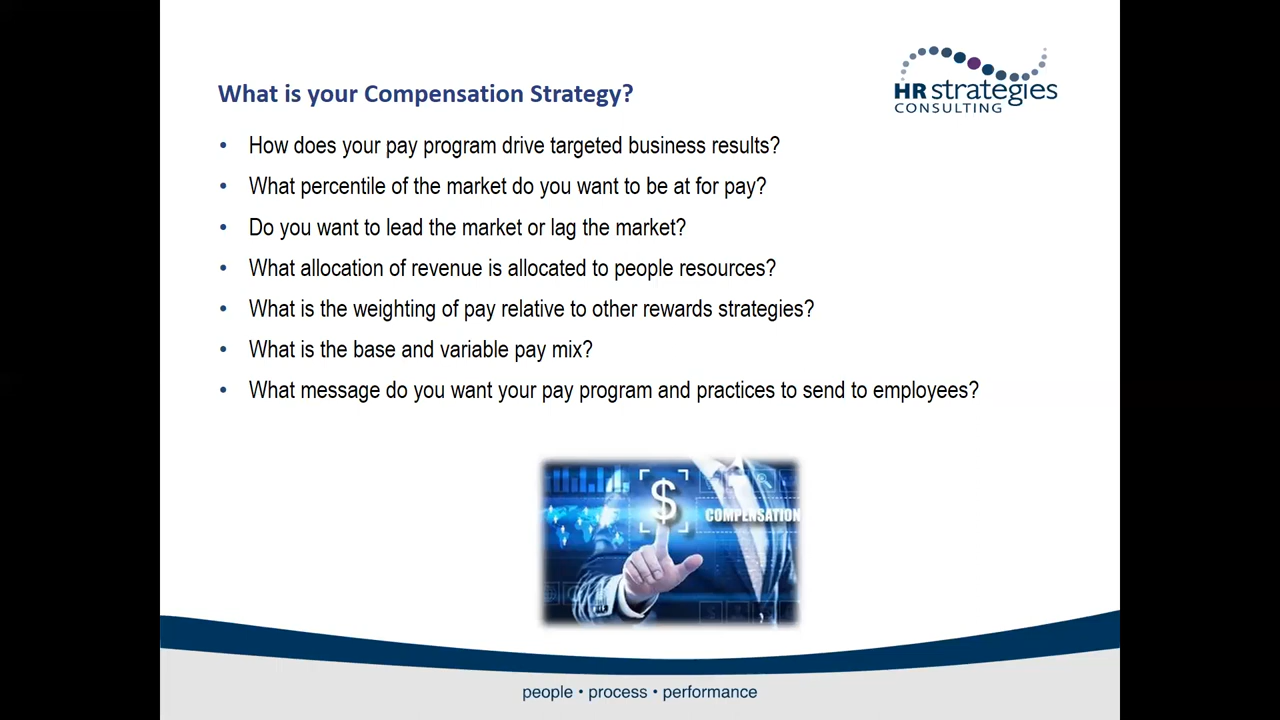 HR strategies
CONSULTING
What is your Compensation Strategy?
• How does your pay program drive targeted business results?
• What percentile of the market do you want to be at for pay?
• Do you want to lead the market or lag the market?
• What allocation of revenue is allocated to people resources?
• What is the weighting of pay relative to other rewards strategies?
• What is the base and variable pay mix?
• What message do you want your pay program and practices to send to employees?
$
COMPENSATION
people • process • performance